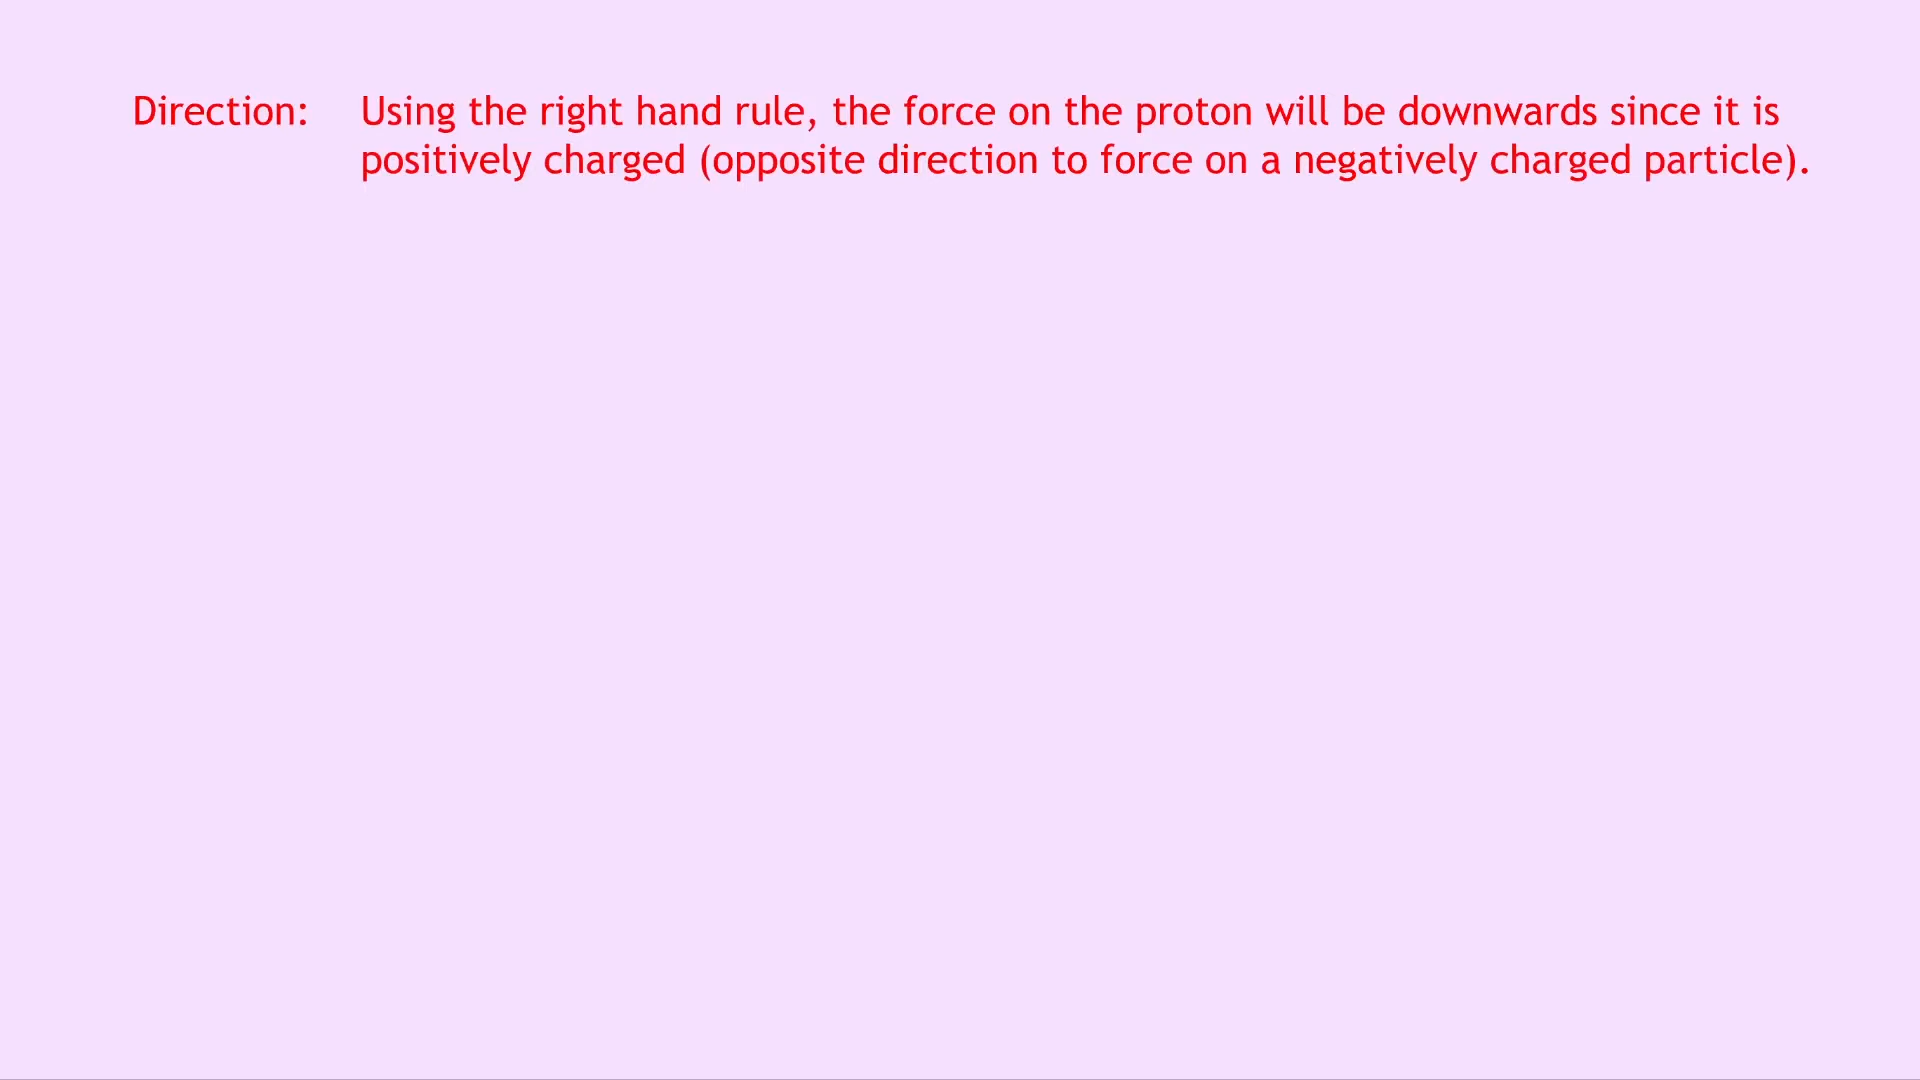 Direction: Using the right hand rule, the force on the proton will be downwards since it is
positively charged (opposite direction to force on a negatively charged particle).